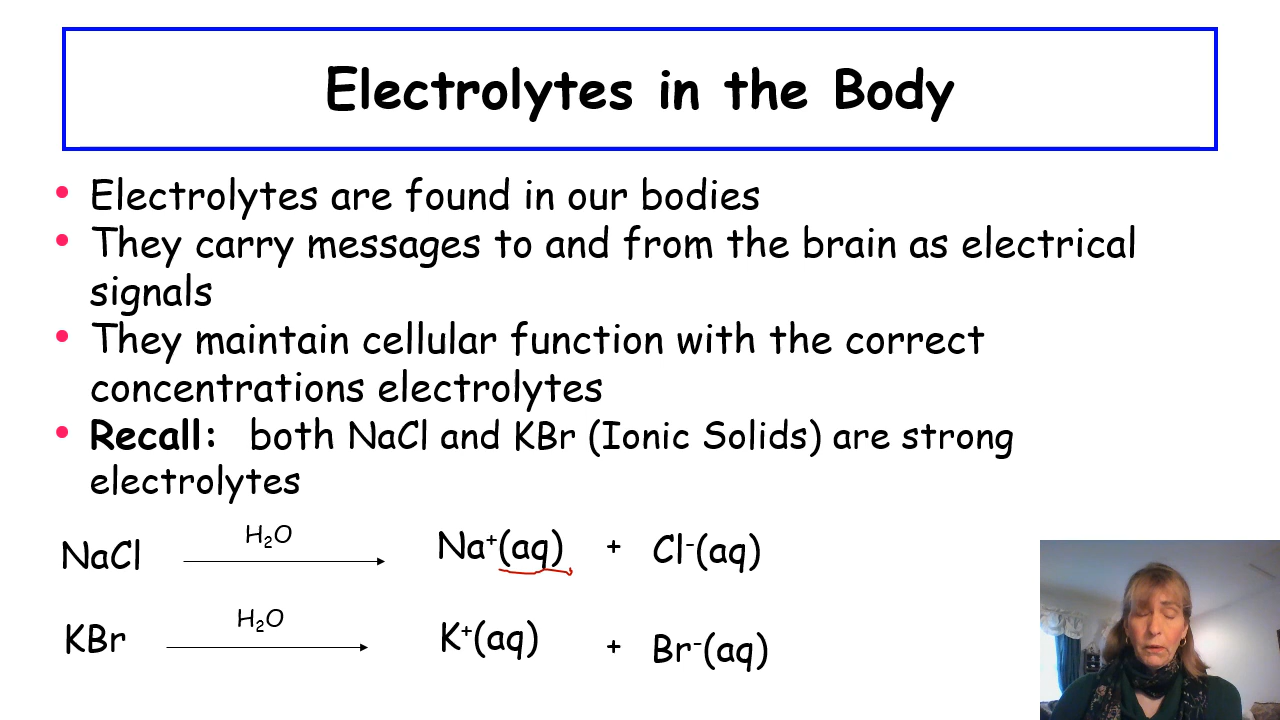 Electrolytes in the Body
• Electrolytes are found in our bodies
• They carry messages to and from the brain as electrical
signals
• They maintain cellular function with the correct
concentrations electrolytes
• Recall: both NaCl and KBr (Ionic Solids) are strong
electrolytes
H₂O
NaCl Na⁺(aq) + Cl⁻(aq)
H₂O
KBr K⁺(aq) + Br⁻(aq)